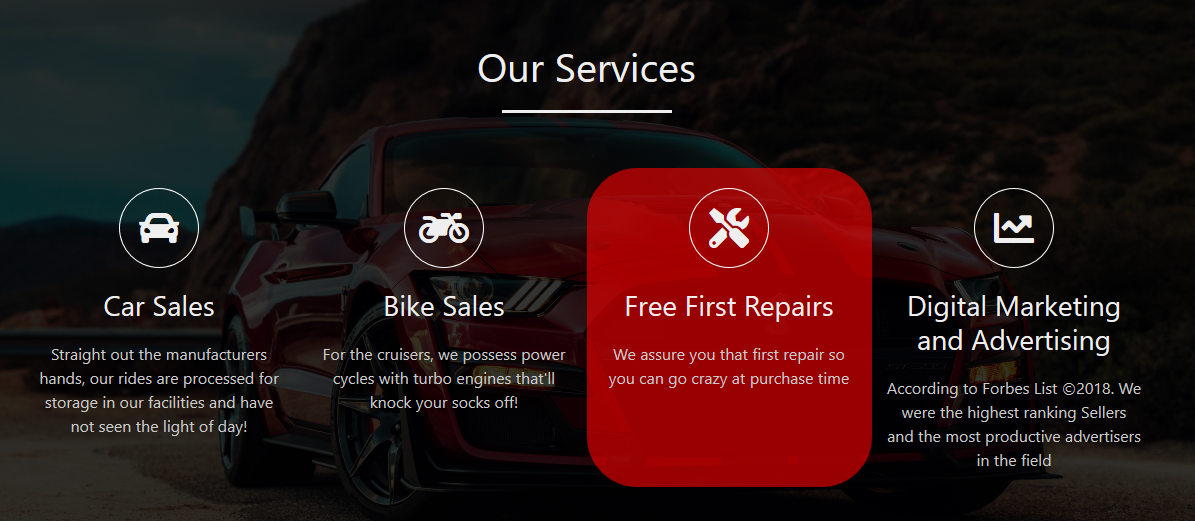 Our Services
Car Sales
Straight out the manufacturers
hands, our rides are processed for
storage in our facilities and have
not seen the light of day!
Bike Sales
For the cruisers, we possess power
cycles with turbo engines that'll
knock your socks off!
Free First Repairs
We assure you that first repair so
you can go crazy at purchase time
Digital Marketing
and Advertising
According to Forbes List ©2018. We
were the highest ranking Sellers
and the most productive advertisers
in the field